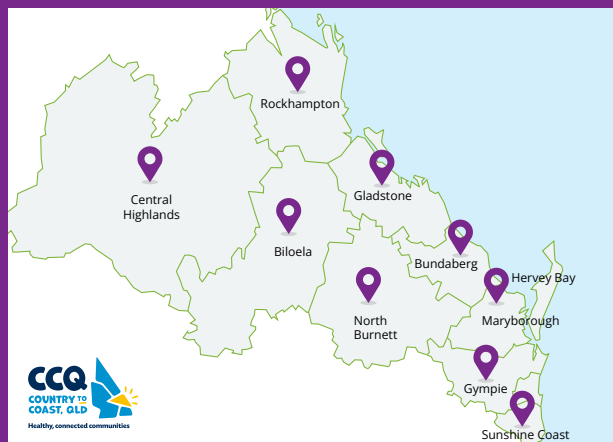 Rockhampton
Central
Highlands
Gladstone
Biloela
Bundaberg
Hervey Bay
North
Burnett
Maryborough
Gympie
Sunshine Coast
CCQ
COUNTRY TO
COAST, QLD
Healthy, connected communities